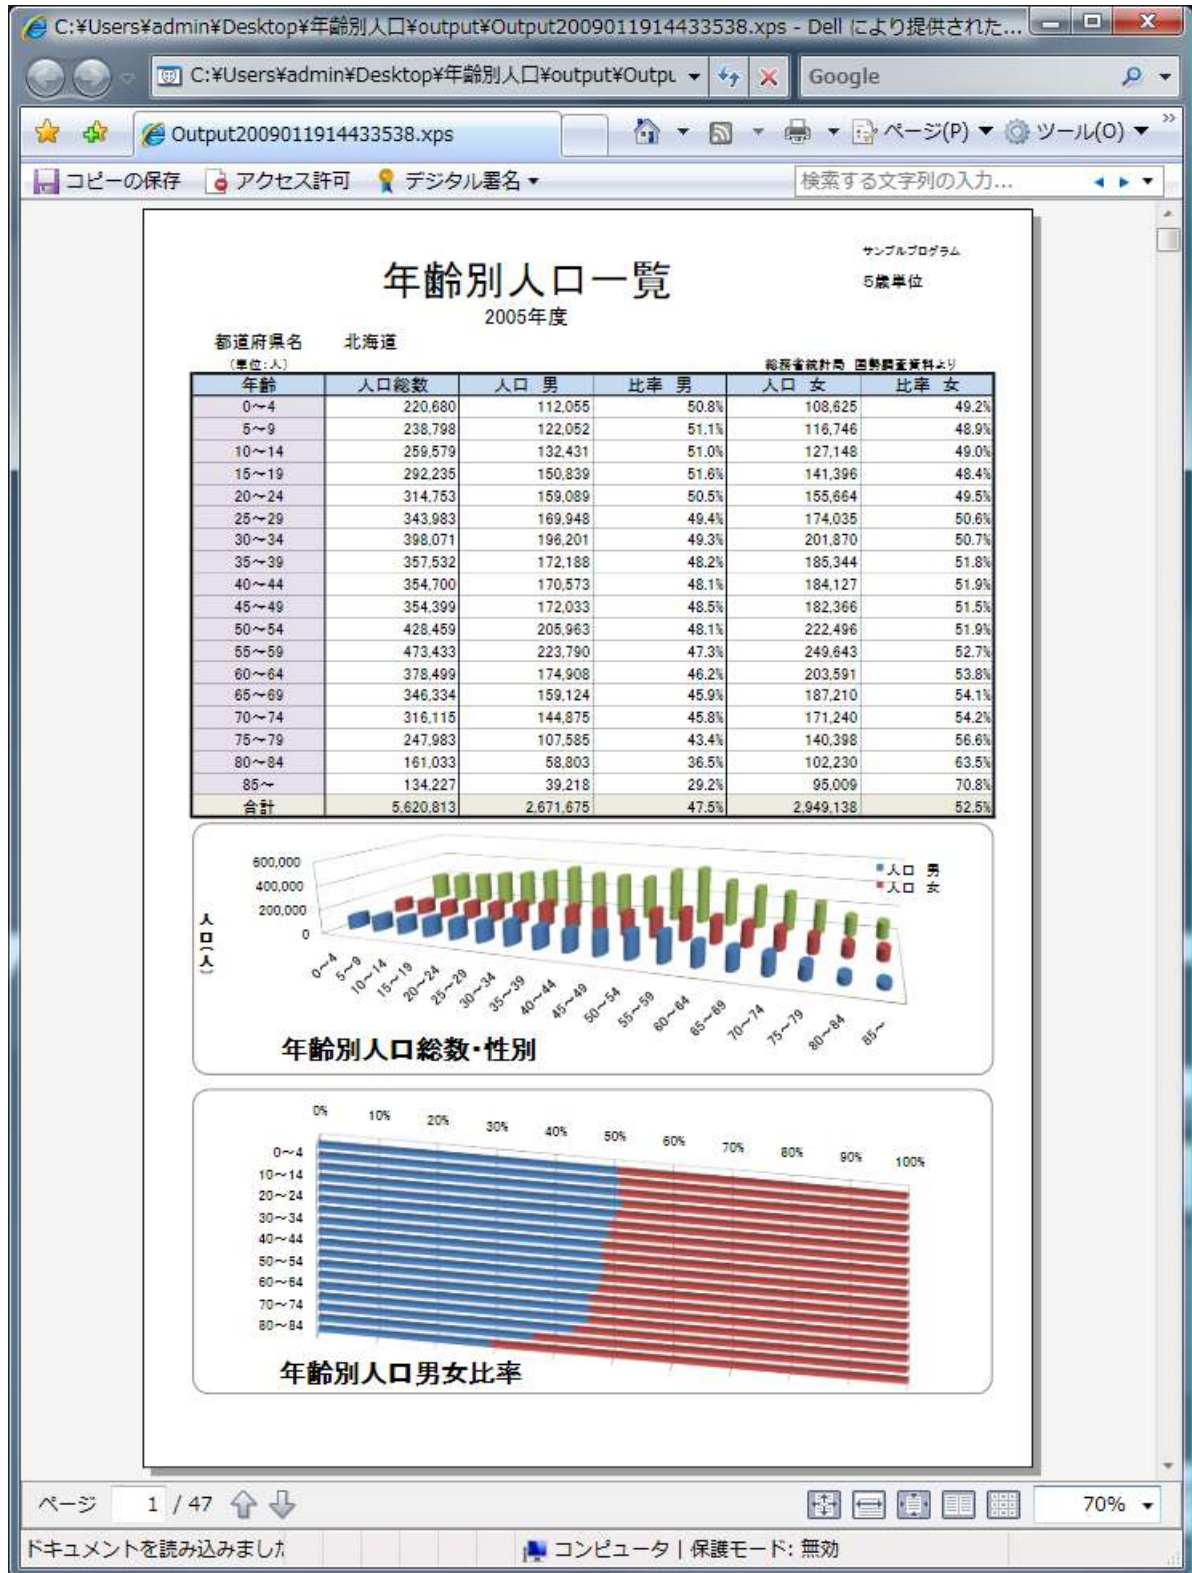 C:¥Users¥admin¥Desktop¥年齢別人口¥output¥Output2009011914433538.xps - Dell により提供された...
C:¥Users¥admin¥Desktop¥年齢別人口¥output¥Outpu
Google
Output2009011914433538.xps
ページ(P) ツール(O)
コピーの保存 アクセス許可 デジタル署名
検索する文字列の入力...
サンプルプログラム
年齢別人口一覧
5歳単位
2005年度
都道府県名 北海道
(単位:人) 総務省統計局 国勢調査資料より
年齢 人口総数 人口 男 比率 男 人口 女 比率 女
0～4 220,680 112,055 50.8% 108,625 49.2%
5～9 238,798 122,052 51.1% 116,746 48.9%
10～14 259,579 132,431 51.0% 127,148 49.0%
15～19 292,235 150,839 51.6% 141,396 48.4%
20～24 314,753 159,089 50.5% 155,664 49.5%
25～29 343,983 169,948 49.4% 174,035 50.6%
30～34 398,071 196,201 49.3% 201,870 50.7%
35～39 357,532 172,188 48.2% 185,344 51.8%
40～44 354,700 170,573 48.1% 184,127 51.9%
45～49 354,399 172,033 48.5% 182,366 51.5%
50～54 428,459 205,963 48.1% 222,496 51.9%
55～59 473,433 223,790 47.3% 249,643 52.7%
60～64 378,499 174,908 46.2% 203,591 53.8%
65～69 346,334 159,124 45.9% 187,210 54.1%
70～74 316,115 144,875 45.8% 171,240 54.2%
75～79 247,983 107,585 43.4% 140,398 56.6%
80～84 161,033 58,803 36.5% 102,230 63.5%
85～ 134,227 39,218 29.2% 95,009 70.8%
合計 5,620,813 2,671,675 47.5% 2,949,138 52.5%
600,000
400,000
200,000
0
人口(人)
人口 男
人口 女
0～4 5～9 10～14 15～19 20～24 25～29 30～34 35～39 40～44 45～49 50～54 55～59 60～64 65～69 70～74 75～79 80～84 85～
年齢別人口総数・性別
0% 10% 20% 30% 40% 50% 60% 70% 80% 90% 100%
0～4
10～14
20～24
30～34
40～44
50～54
60～64
70～74
80～84
年齢別人口男女比率
ページ 1 / 47
70%
ドキュメントを読み込みました
コンピュータ | 保護モード: 無効